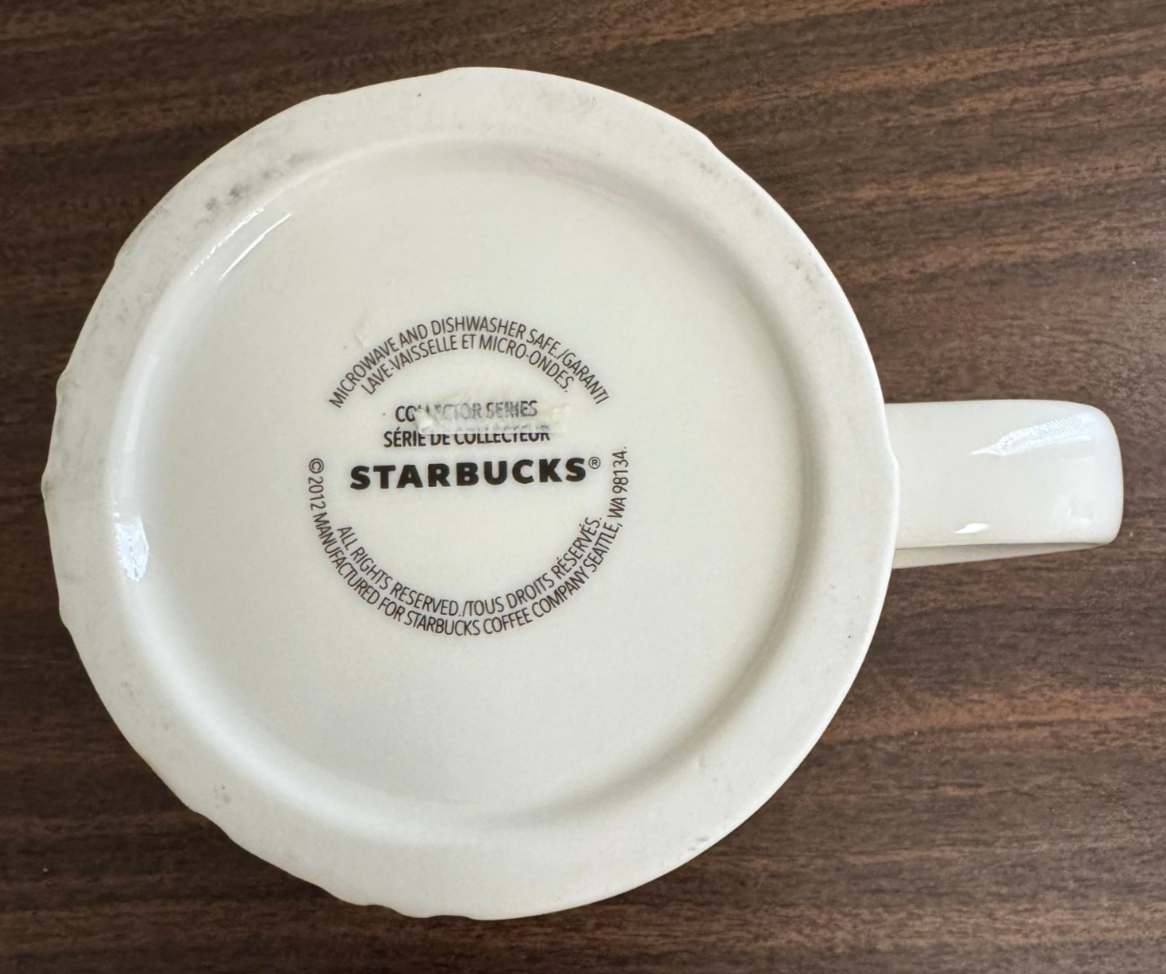 MICROWAVE AND DISHWASHER SAFE./GARANTI
LAVE-VAISSELLE ET MICRO-ONDES.
COLLECTOR SERIES
SÉRIE DE COLLECTEUR
STARBUCKS®
ALL RIGHTS RESERVED./TOUS DROITS RÉSERVÉS.
©2012 MANUFACTURED FOR STARBUCKS COFFEE COMPANY SEATTLE, WA 98134.